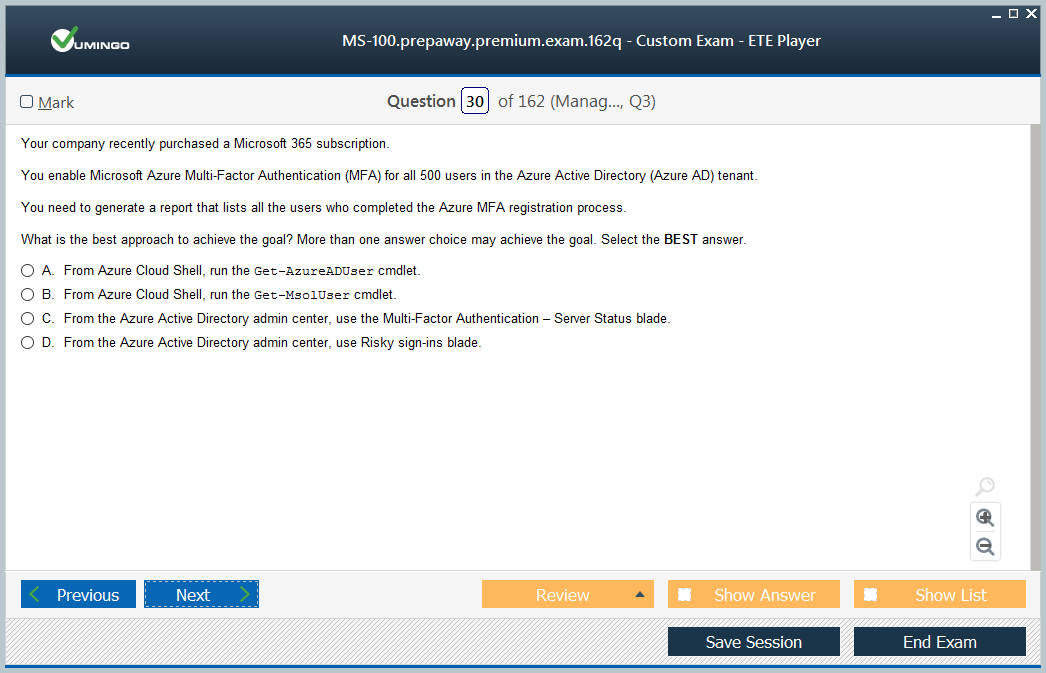 VUMINGO
MS-100.prepaway.premium.exam.162q - Custom Exam - ETE Player
Mark
Question 30 of 162 (Manag..., Q3)
Your company recently purchased a Microsoft 365 subscription.
You enable Microsoft Azure Multi-Factor Authentication (MFA) for all 500 users in the Azure Active Directory (Azure AD) tenant.
You need to generate a report that lists all the users who completed the Azure MFA registration process.
What is the best approach to achieve the goal? More than one answer choice may achieve the goal. Select the BEST answer.
A. From Azure Cloud Shell, run the Get-AzureADUser cmdlet.
B. From Azure Cloud Shell, run the Get-MsolUser cmdlet.
C. From the Azure Active Directory admin center, use the Multi-Factor Authentication – Server Status blade.
D. From the Azure Active Directory admin center, use Risky sign-ins blade.
Previous Next Review Show Answer Show List
Save Session End Exam